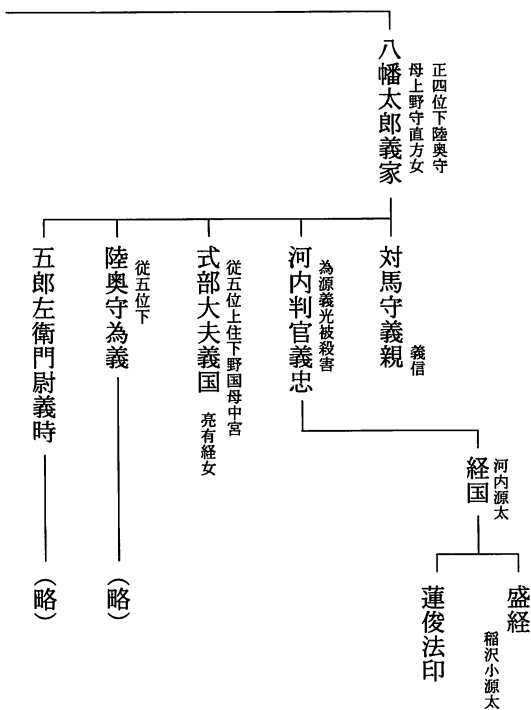 正四位下陸奥守
母上野守直方女
八幡太郎義家
義信
対馬守義親
為源義光被殺害
河内判官義忠
河内源太
経国
稲沢小源太
盛経
蓮俊法印
従五位上住下野国母中宮
亮有経女
式部大夫義国
従五位下
陸奥守為義
（略）
五郎左衛門尉義時
（略）